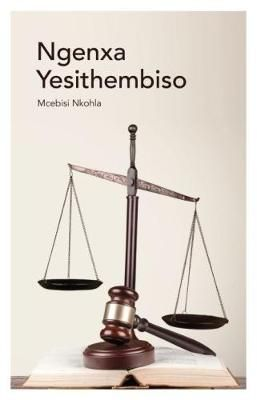 Ngenxa
Yesithembiso
Mcebisi Nkohla